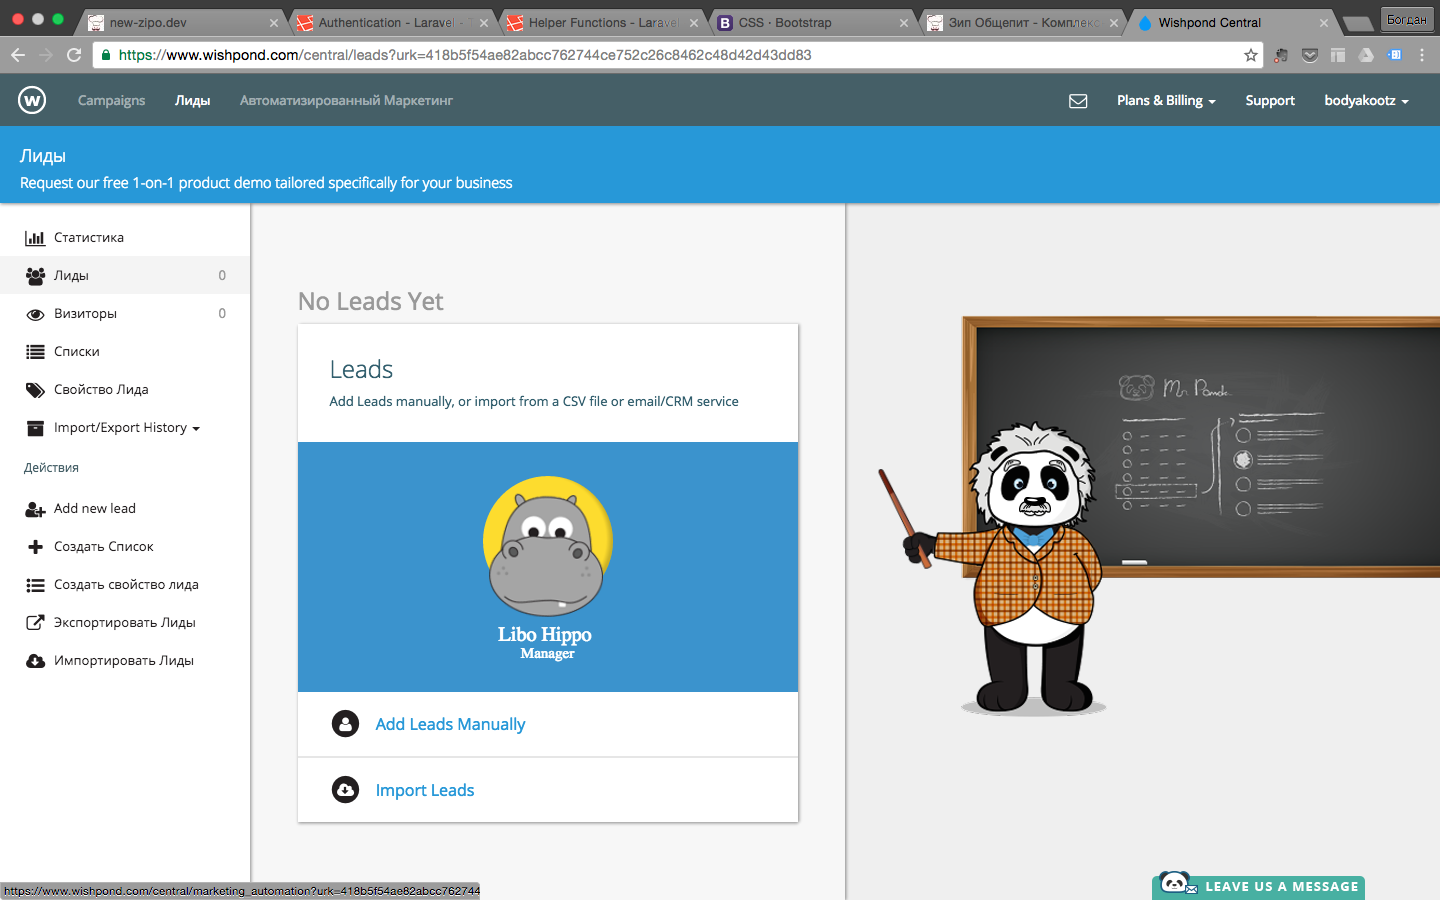 new-zipo.dev
Authentication - Laravel - T
Helper Functions - Laravel
CSS · Bootstrap
Зип Общепит - Комплекс
Wishpond Central
Богдан
https://www.wishpond.com/central/leads?urk=418b5f54ae82abcc762744ce752c26c8462c48d42d43dd83
W
Campaigns
Лиды
Автоматизированный Маркетинг
Plans & Billing
Support
bodyakootz
Лиды
Request our free 1-on-1 product demo tailored specifically for your business
Статистика
Лиды 0
Визиторы 0
Списки
Свойство Лида
Import/Export History
Действия
Add new lead
Создать Список
Создать свойство лида
Экспортировать Лиды
Импортировать Лиды
No Leads Yet
Leads
Add Leads manually, or import from a CSV file or email/CRM service
Libo Hippo
Manager
Add Leads Manually
Import Leads
Mr Panda
LEAVE US A MESSAGE
https://www.wishpond.com/central/marketing_automation?urk=418b5f54ae82abc762744